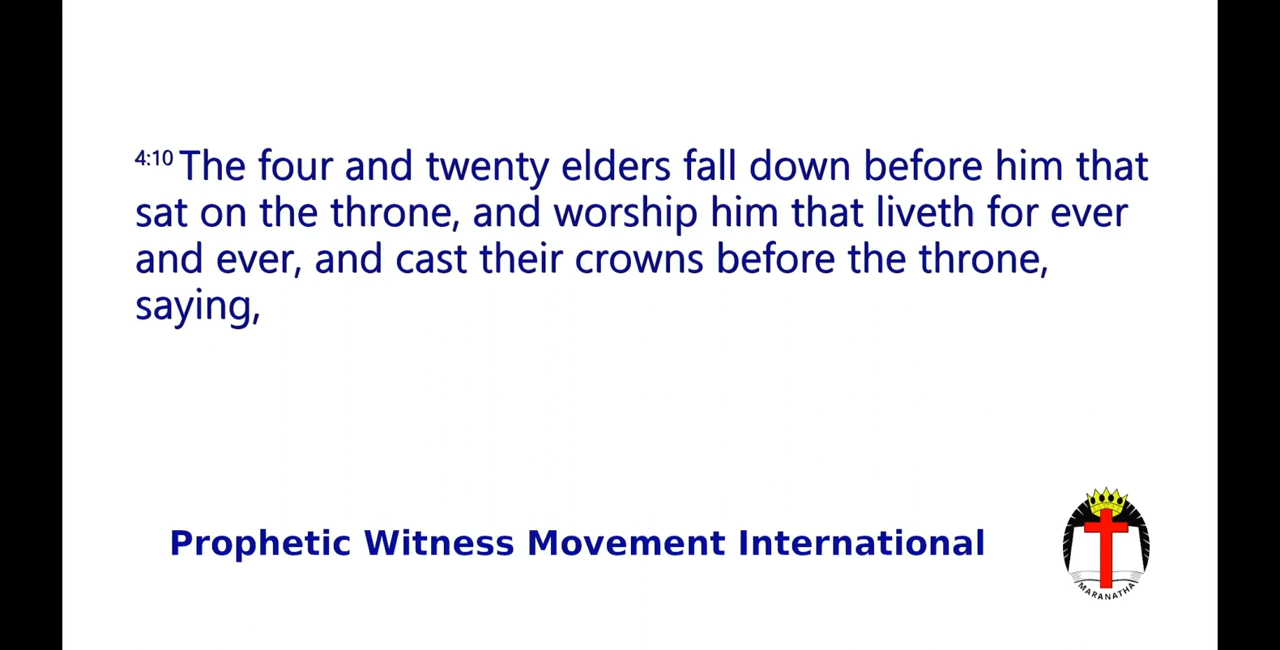 4:10 The four and twenty elders fall down before him that
sat on the throne, and worship him that liveth for ever
and ever, and cast their crowns before the throne,
saying,
Prophetic Witness Movement International
MARANATHA